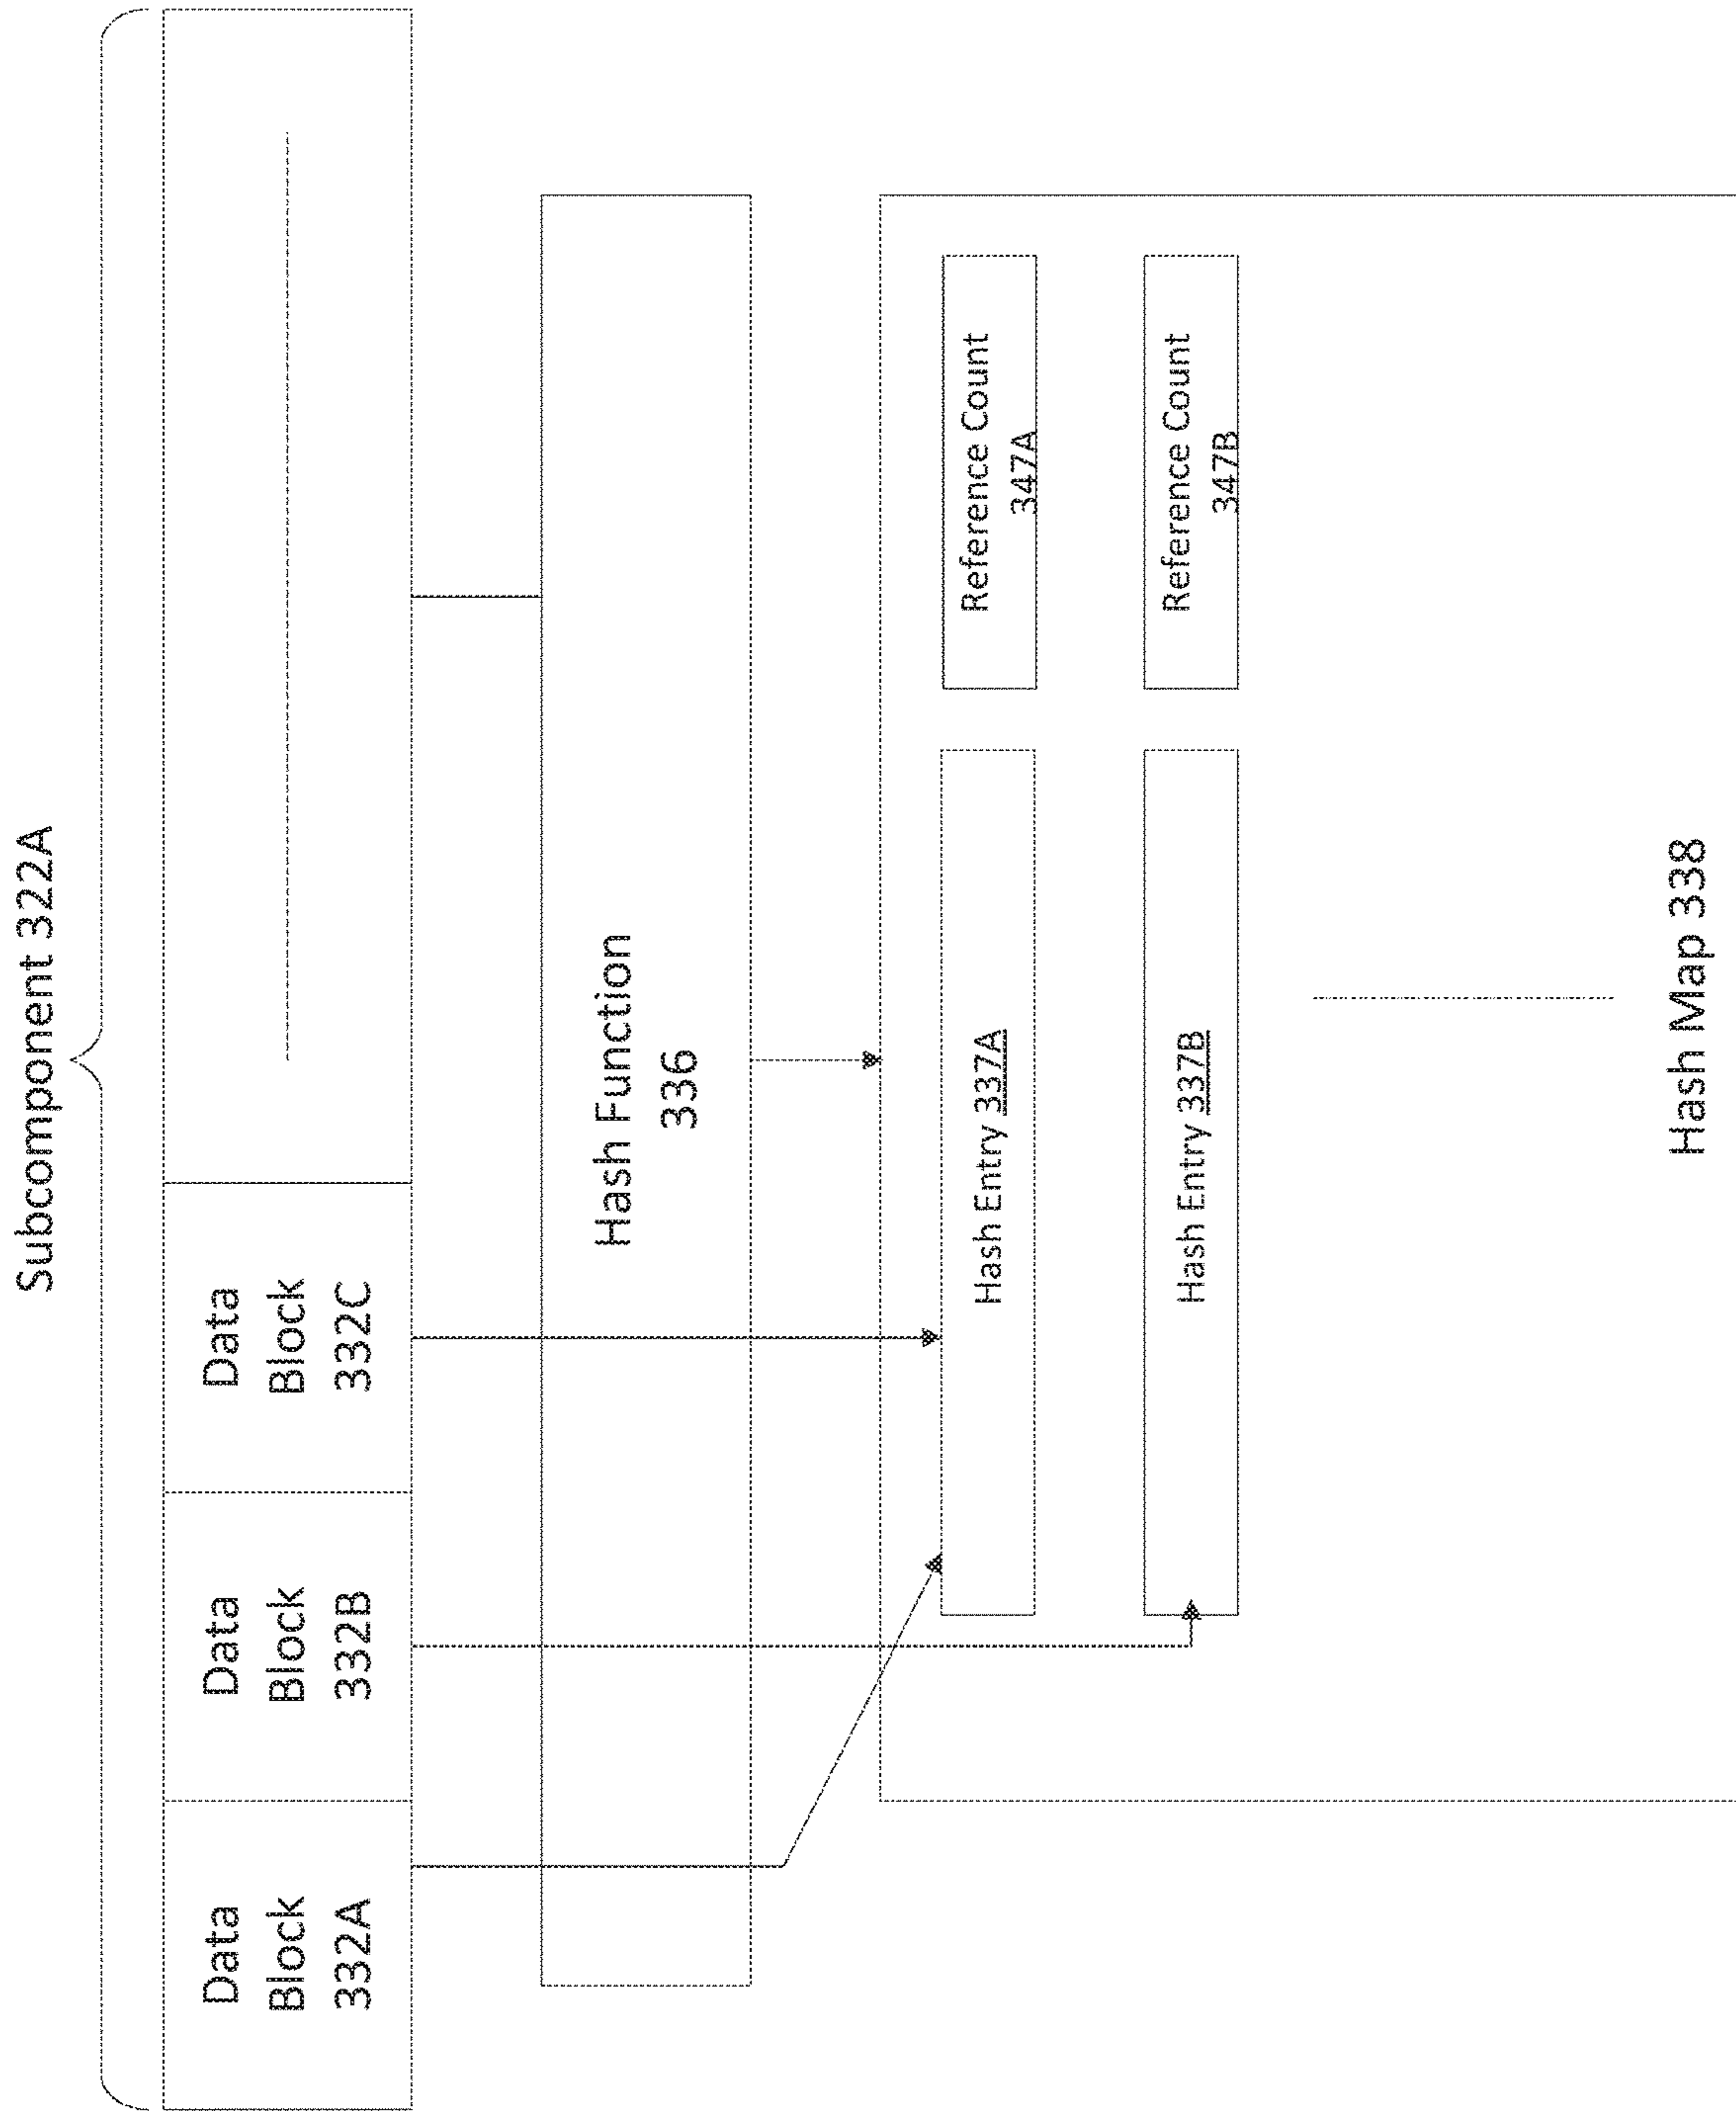 Subcomponent 322A
Data
Block
332A
Data
Block
332B
Data
Block
332C
Hash Function
336
Hash Entry 337A
Reference Count
347A
Hash Entry 337B
Reference Count
347B
Hash Map 338